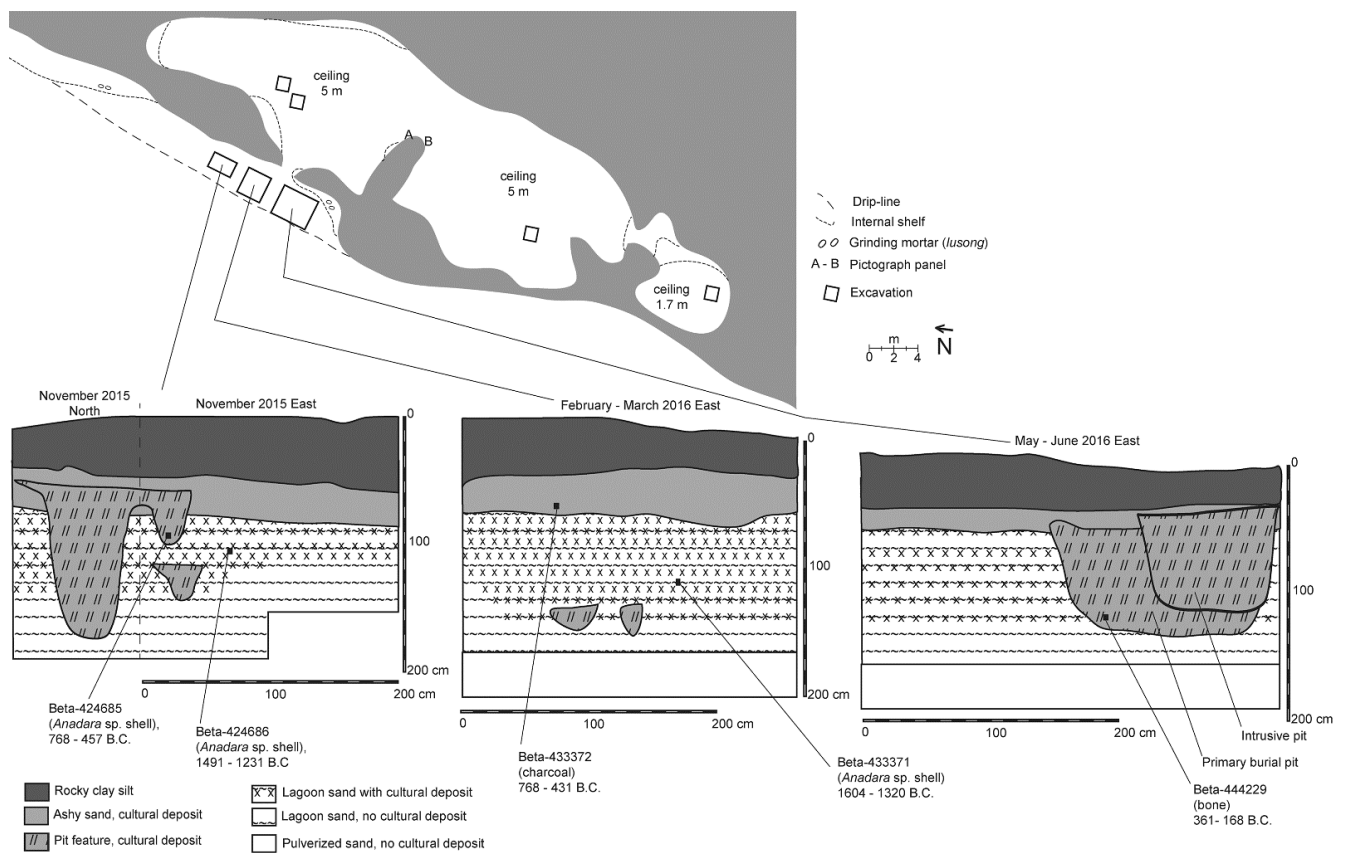 ceiling
5 m
A B
ceiling
5 m
ceiling
1.7 m
Drip-line
Internal shelf
Grinding mortar (lusong)
A - B Pictograph panel
Excavation
m
0 2 4
N
November 2015
North
November 2015 East
February - March 2016 East
May - June 2016 East
0
100
200 cm
0
100
200 cm
0
100
200 cm
0 100 200 cm
0 100 200 cm
0 100 200 cm
Beta-424685
(Anadara sp. shell),
768 - 457 B.C.
Beta-424686
(Anadara sp. shell),
1491 - 1231 B.C
Beta-433372
(charcoal)
768 - 431 B.C.
Beta-433371
(Anadara sp. shell)
1604 - 1320 B.C.
Intrusive pit
Primary burial pit
Beta-444229
(bone)
361- 168 B.C.
Rocky clay silt
Ashy sand, cultural deposit
Pit feature, cultural deposit
Lagoon sand with cultural deposit
Lagoon sand, no cultural deposit
Pulverized sand, no cultural deposit